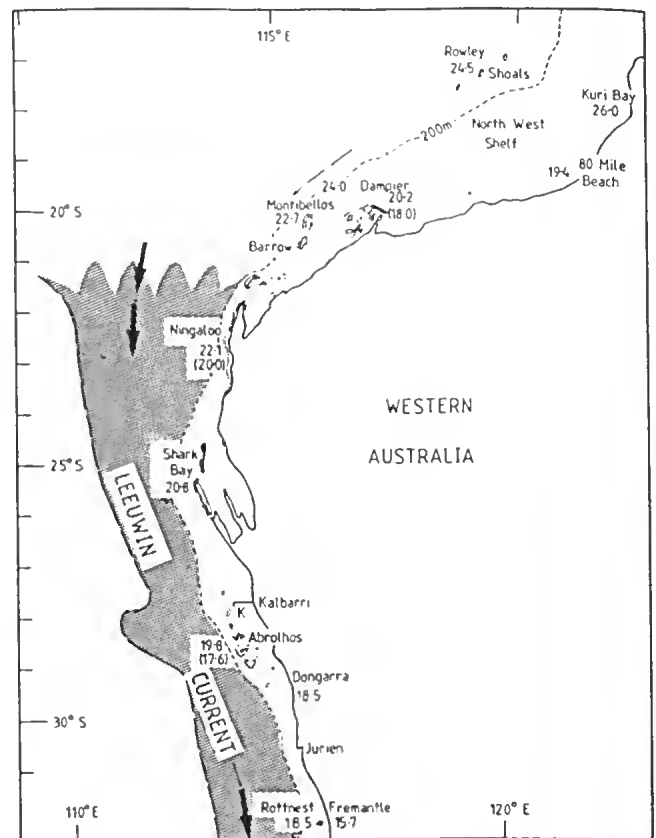 115° E
Rowley
24·5 Shoals
Kuri Bay
26·0
200m
North West
Shelf
19·4 80 Mile
Beach
24·0
Dampier
20·2
(18·0)
Montibellos
22·7
20° S
Barrow
Ningaloo
22·1
(20·0)
WESTERN
AUSTRALIA
Shark
Bay
20·8
25° S
LEEUWIN
Kalbarri
K
Abrolhos
19·8
(17·6)
Dongarra
18·5
CURRENT
30° S
Jurien
Rottnest Fremantle
18·5 15·7
110° E
120° E